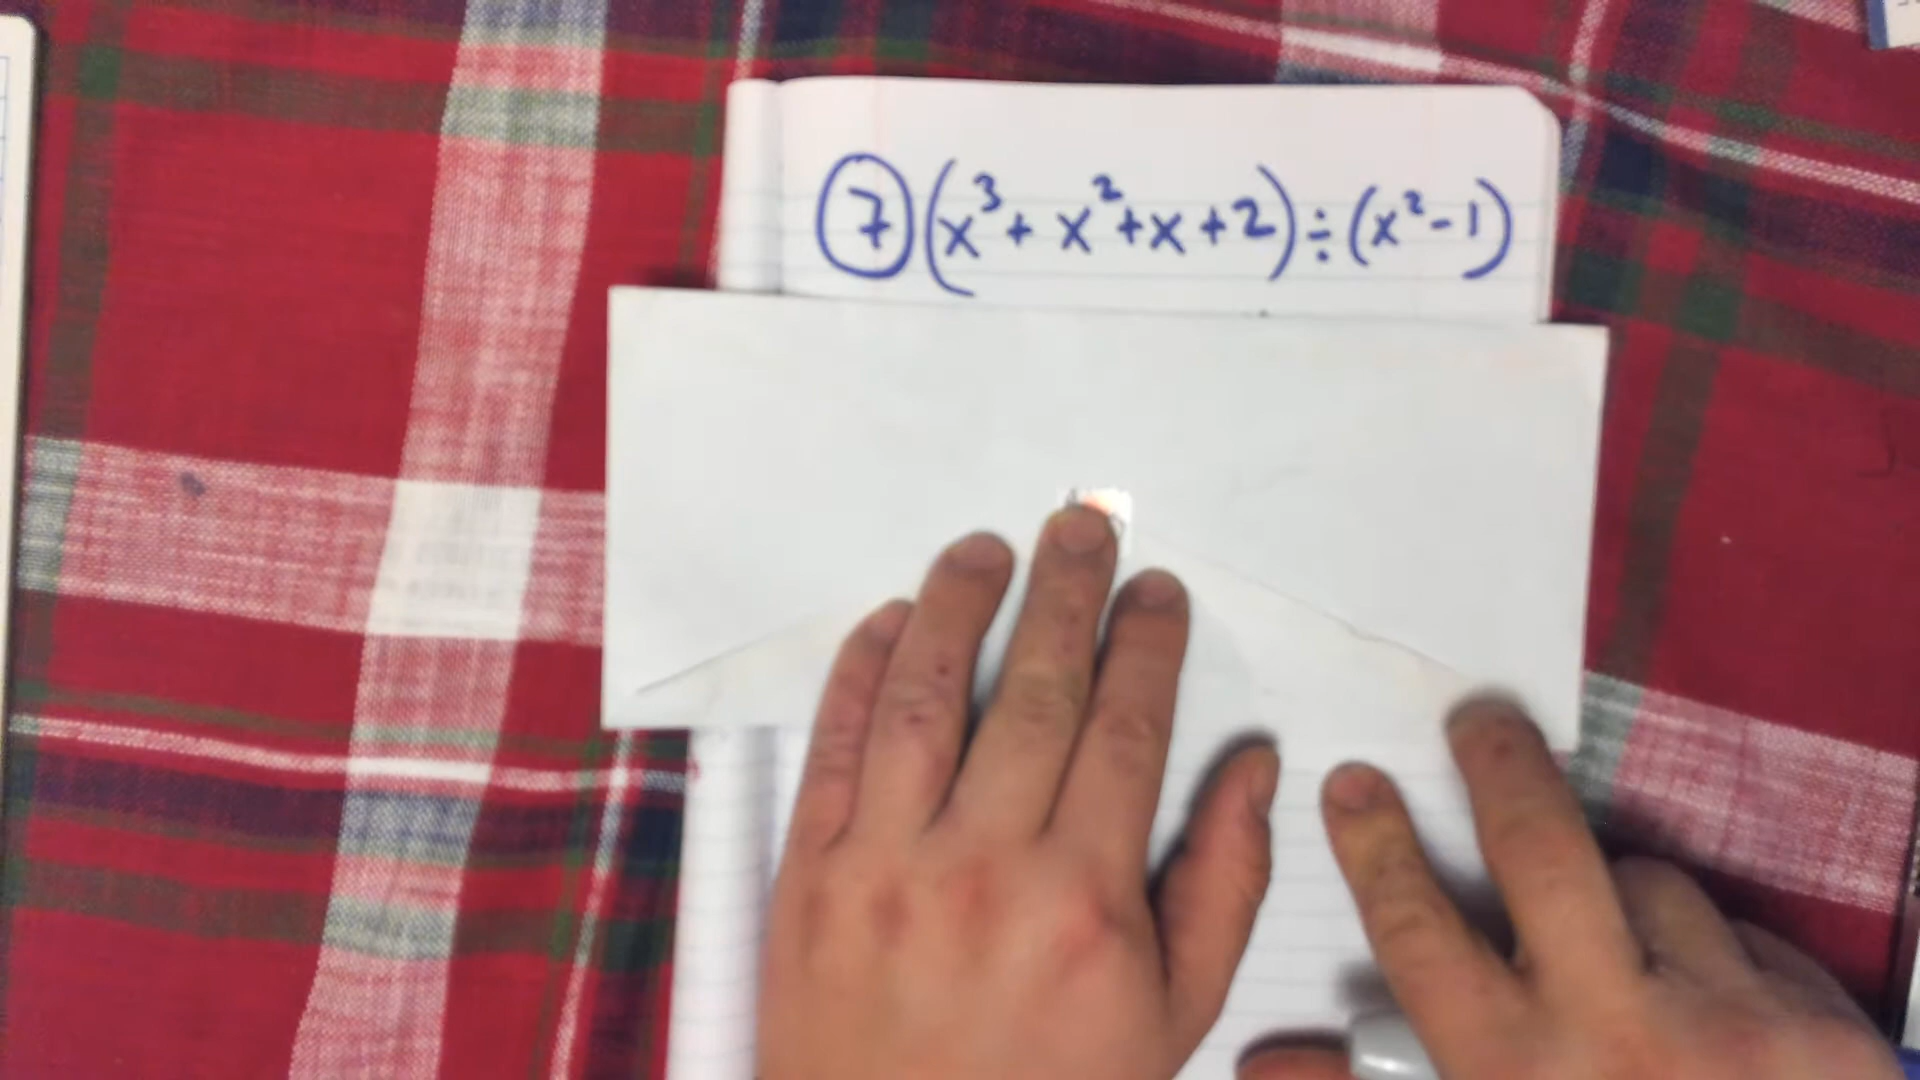 ⑦ (x³ + x² + x + 2) ÷ (x² - 1)